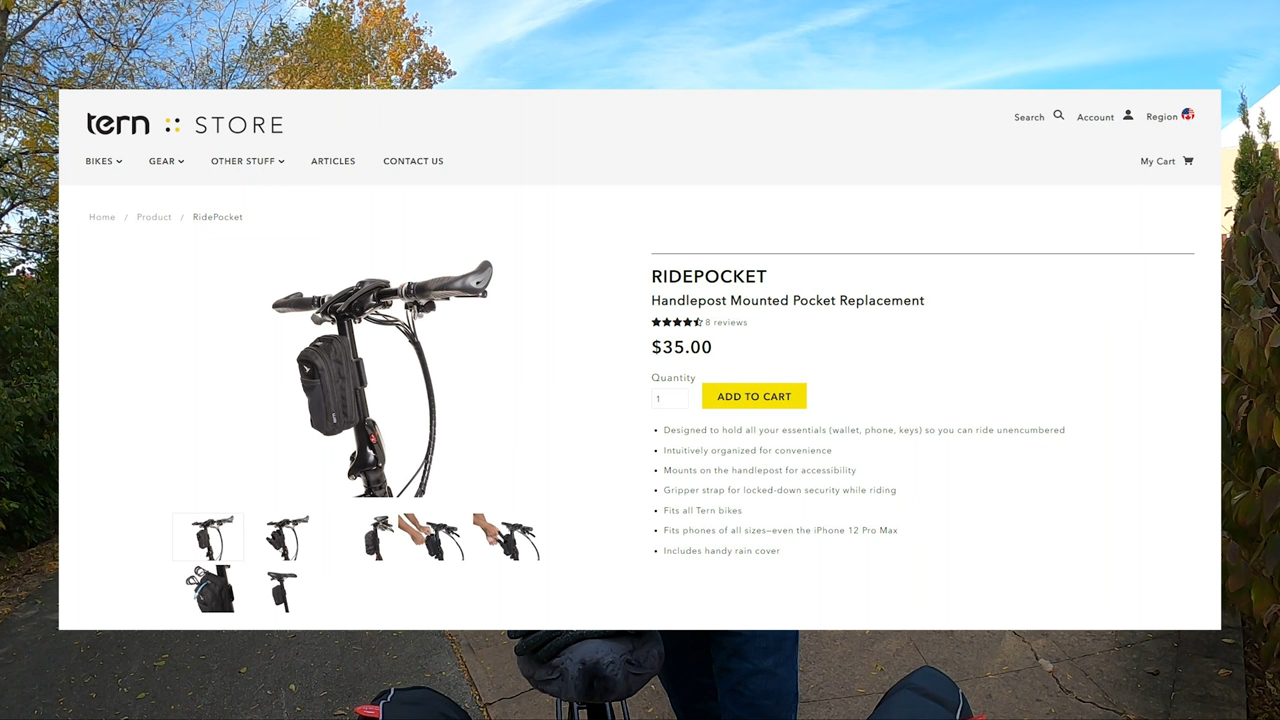 tern STORE
Search Account Region
BIKES GEAR OTHER STUFF ARTICLES CONTACT US
My Cart
Home / Product / RidePocket
RIDEPOCKET
Handlepost Mounted Pocket Replacement
8 reviews
$35.00
Quantity
1
ADD TO CART
• Designed to hold all your essentials (wallet, phone, keys) so you can ride unencumbered
• Intuitively organized for convenience
• Mounts on the handlepost for accessibility
• Gripper strap for locked-down security while riding
• Fits all Tern bikes
• Fits phones of all sizes—even the iPhone 12 Pro Max
• Includes handy rain cover